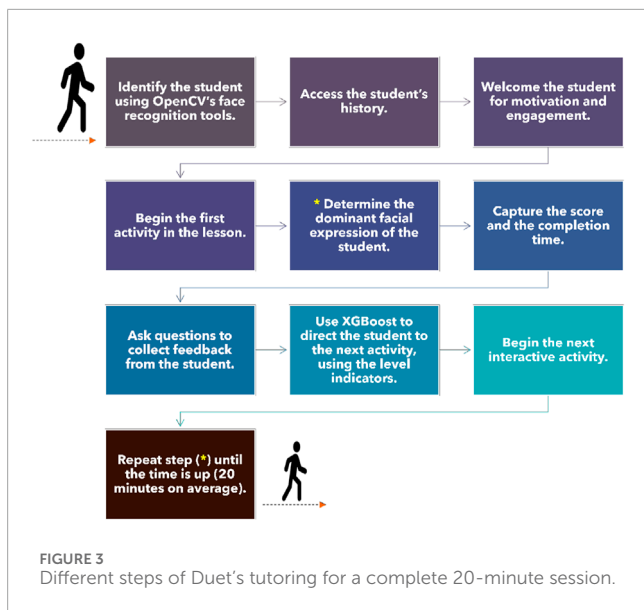 Identify the student
using OpenCV's face
recognition tools.
Access the student's
history.
Welcome the student
for motivation and
engagement.
Begin the first
activity in the lesson.
* Determine the
dominant facial
expression of the
student.
Capture the score
and the completion
time.
Ask questions to
collect feedback
from the student.
Use XGBoost to
direct the student to
the next activity,
using the level
indicators.
Begin the next
interactive activity.
Repeat step (*) until
the time is up (20
minutes on average).
FIGURE 3
Different steps of Duet's tutoring for a complete 20-minute session.